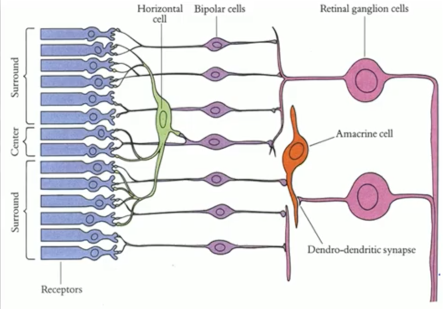 Horizontal
cell
Bipolar cells
Retinal ganglion cells
Surround
Center
Surround
Amacrine cell
Dendro-dendritic synapse
Receptors